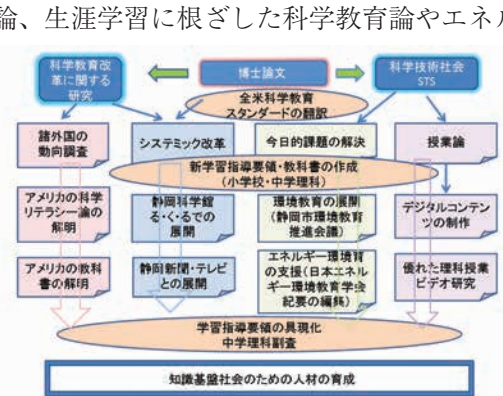 論、生涯学習に根ざした科学教育論やエネル
科学教育改
革に関する
研究
博士論文
科学技術社会
STS
全米科学教育
スタンダードの翻訳
諸外国の
動向調査
システミック改革
今日的課題の解決
授業論
新学習指導要領・教科書の作成
(小学校・中学理科)
アメリカの科学
リテラシー論の
解明
静岡科学館
る・く・るでの
展開
環境教育の展開
(静岡市環境教育
推進会議)
デジタルコンテン
ツの制作
アメリカの教科
書の解明
静岡新聞・テレビ
との展開
エネルギー環境教育
の支援(日本エネル
ギー環境教育学会
紀要の編集)
優れた理科授業
ビデオ研究
学習指導要領の具現化
中学理科副査
知識基盤社会のための人材の育成